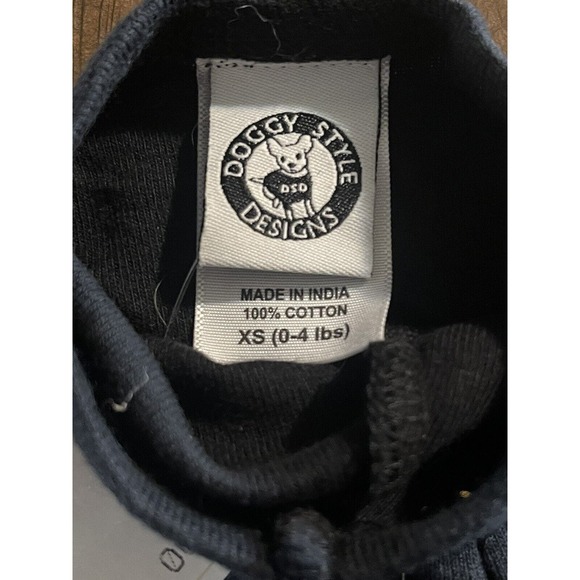 DOGGY STYLE
DSD
DESIGNS
MADE IN INDIA
100% COTTON
XS (0-4 lbs)